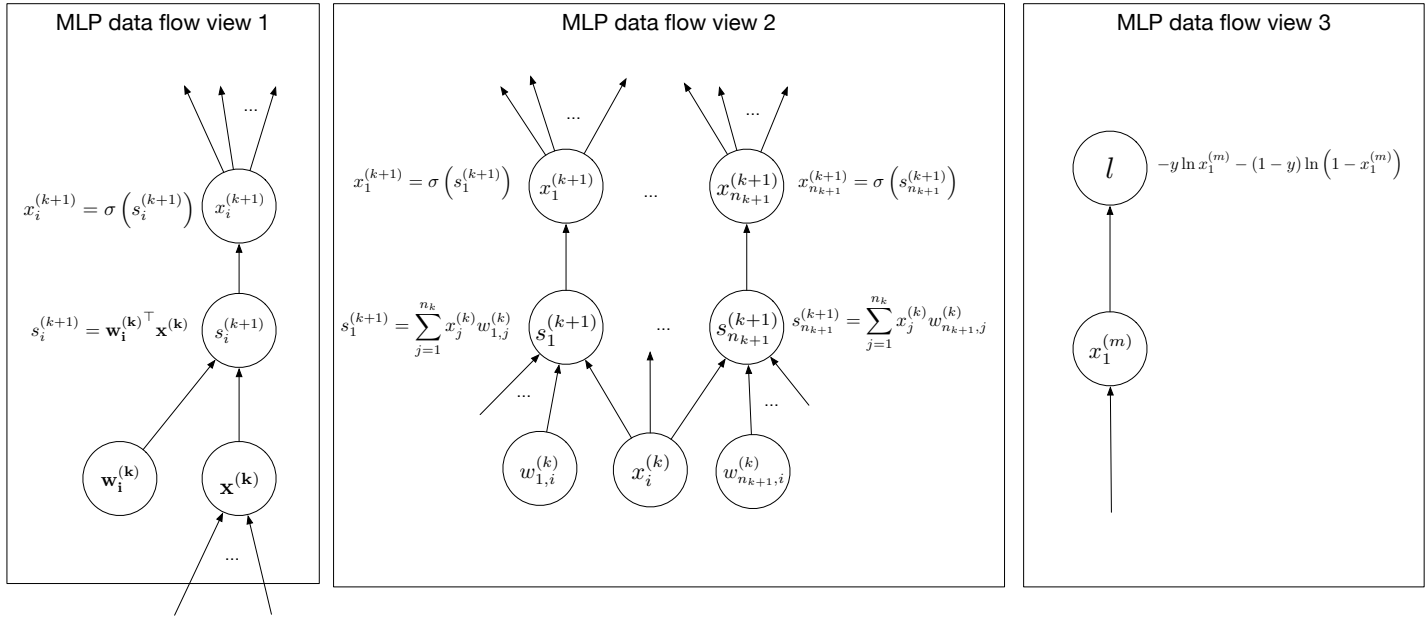 MLP data flow view 1
...
x_i^{(k+1)} = σ(s_i^{(k+1)})
x_i^{(k+1)}
s_i^{(k+1)} = w_i^{(k)⊤} x^{(k)}
s_i^{(k+1)}
w_i^{(k)}
x^{(k)}
...
MLP data flow view 2
...
...
x_1^{(k+1)} = σ(s_1^{(k+1)})
x_1^{(k+1)}
...
x_{n_{k+1}}^{(k+1)}
x_{n_{k+1}}^{(k+1)} = σ(s_{n_{k+1}}^{(k+1)})
s_1^{(k+1)} = ∑_{j=1}^{n_k} x_j^{(k)} w_{1,j}^{(k)}
s_1^{(k+1)}
...
s_{n_{k+1}}^{(k+1)}
s_{n_{k+1}}^{(k+1)} = ∑_{j=1}^{n_k} x_j^{(k)} w_{n_{k+1},j}^{(k)}
...
...
w_{1,i}^{(k)}
x_i^{(k)}
w_{n_{k+1},i}^{(k)}
MLP data flow view 3
l
-y ln x_1^{(m)} - (1 - y) ln(1 - x_1^{(m)})
x_1^{(m)}